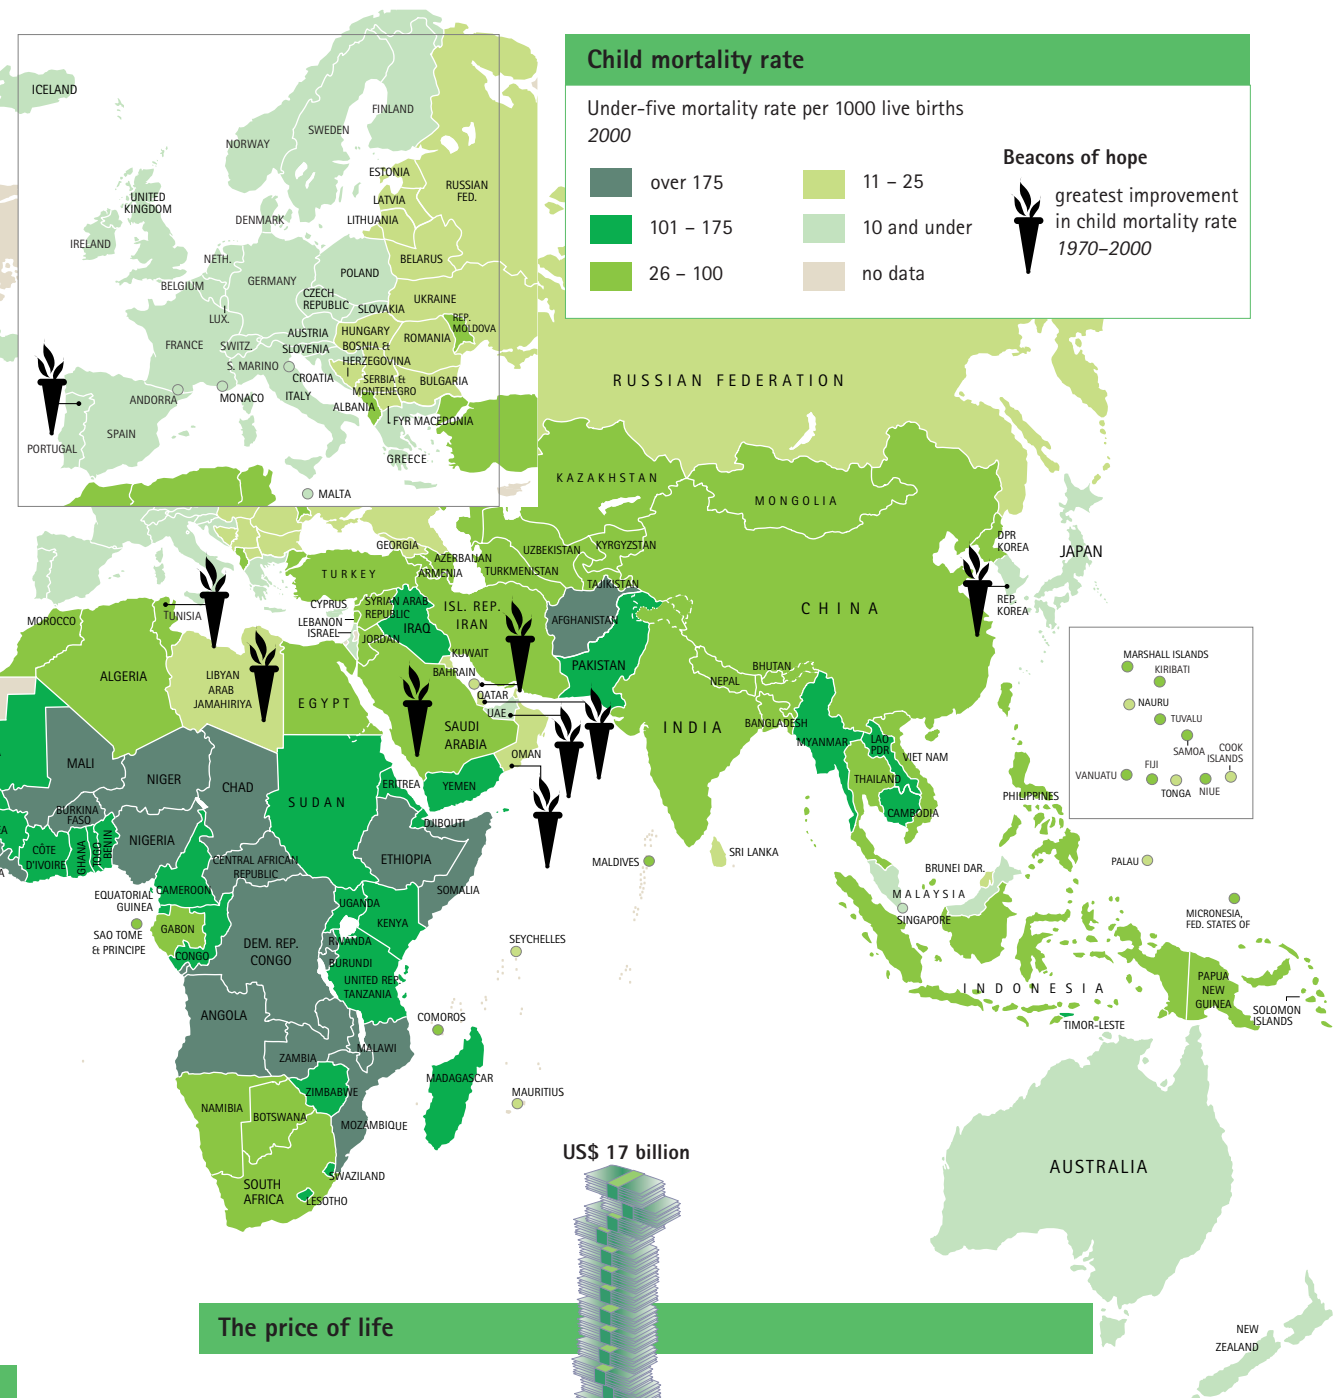 Child mortality rate
Under-five mortality rate per 1000 live births
2000
over 175
101 – 175
26 – 100
11 – 25
10 and under
no data
Beacons of hope
greatest improvement
in child mortality rate
1970–2000
ICELAND
FINLAND
SWEDEN
NORWAY
ESTONIA
RUSSIAN
FED.
LATVIA
UNITED
KINGDOM
DENMARK
LITHUANIA
IRELAND
NETH.
BELARUS
POLAND
GERMANY
BELGIUM
CZECH
REPUBLIC
UKRAINE
SLOVAKIA
LUX.
REP.
MOLDOVA
AUSTRIA
HUNGARY
ROMANIA
FRANCE
SWITZ.
SLOVENIA
BOSNIA &
HERZEGOVINA
S. MARINO
CROATIA
SERBIA &
MONTENEGRO
BULGARIA
ANDORRA
MONACO
ITALY
ALBANIA
FYR MACEDONIA
SPAIN
PORTUGAL
GREECE
MALTA
RUSSIAN FEDERATION
KAZAKHSTAN
MONGOLIA
DPR
KOREA
JAPAN
GEORGIA
AZERBAIJAN
ARMENIA
UZBEKISTAN
KYRGYZSTAN
TURKMENISTAN
TAJIKISTAN
TURKEY
CYPRUS
SYRIAN ARAB
REPUBLIC
ISL. REP.
IRAN
CHINA
REP.
KOREA
LEBANON
ISRAEL
IRAQ
AFGHANISTAN
JORDAN
MOROCCO
TUNISIA
KUWAIT
PAKISTAN
BAHRAIN
BHUTAN
NEPAL
ALGERIA
LIBYAN
ARAB
JAMAHIRIYA
EGYPT
QATAR
UAE
SAUDI
ARABIA
INDIA
BANGLADESH
MYANMAR
LAO
PDR
VIET NAM
OMAN
THAILAND
CAMBODIA
PHILIPPINES
MARSHALL ISLANDS
KIRIBATI
NAURU
TUVALU
SAMOA
COOK
ISLANDS
FIJI
VANUATU
TONGA
NIUE
MALI
NIGER
CHAD
SUDAN
ERITREA
YEMEN
BURKINA
FASO
DJIBOUTI
NIGERIA
CÔTE
D'IVOIRE
GHANA
TOGO
BENIN
CENTRAL AFRICAN
REPUBLIC
ETHIOPIA
SOMALIA
MALDIVES
SRI LANKA
BRUNEI DAR.
MALAYSIA
SINGAPORE
PALAU
EQUATORIAL
GUINEA
CAMEROON
UGANDA
KENYA
SAO TOME
& PRINCIPE
GABON
CONGO
DEM. REP.
CONGO
RWANDA
BURUNDI
UNITED REP.
TANZANIA
SEYCHELLES
MICRONESIA,
FED. STATES OF
INDONESIA
PAPUA
NEW
GUINEA
SOLOMON
ISLANDS
TIMOR-LESTE
ANGOLA
COMOROS
ZAMBIA
MALAWI
MADAGASCAR
MAURITIUS
ZIMBABWE
NAMIBIA
BOTSWANA
MOZAMBIQUE
SWAZILAND
SOUTH
AFRICA
LESOTHO
AUSTRALIA
NEW
ZEALAND
US$ 17 billion
The price of life